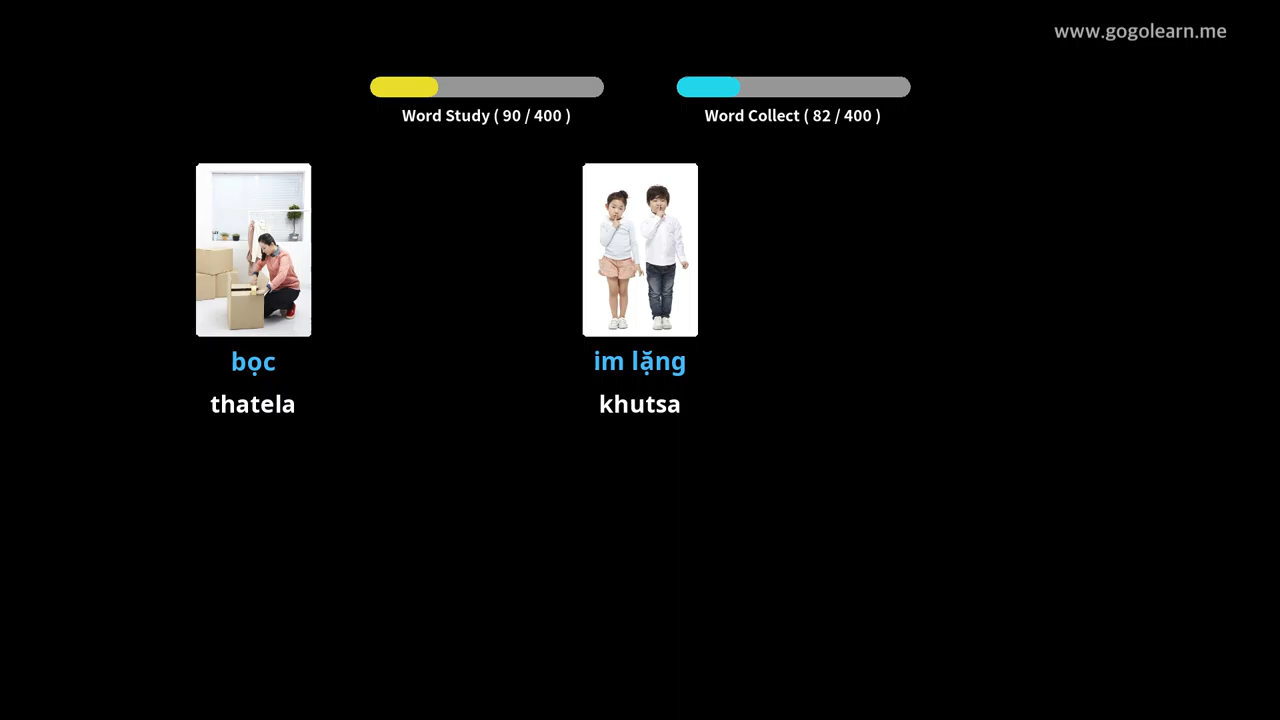 www.gogolearn.me
Word Study ( 90 / 400 )
Word Collect ( 82 / 400 )
bọc
thatela
im lặng
khutsa